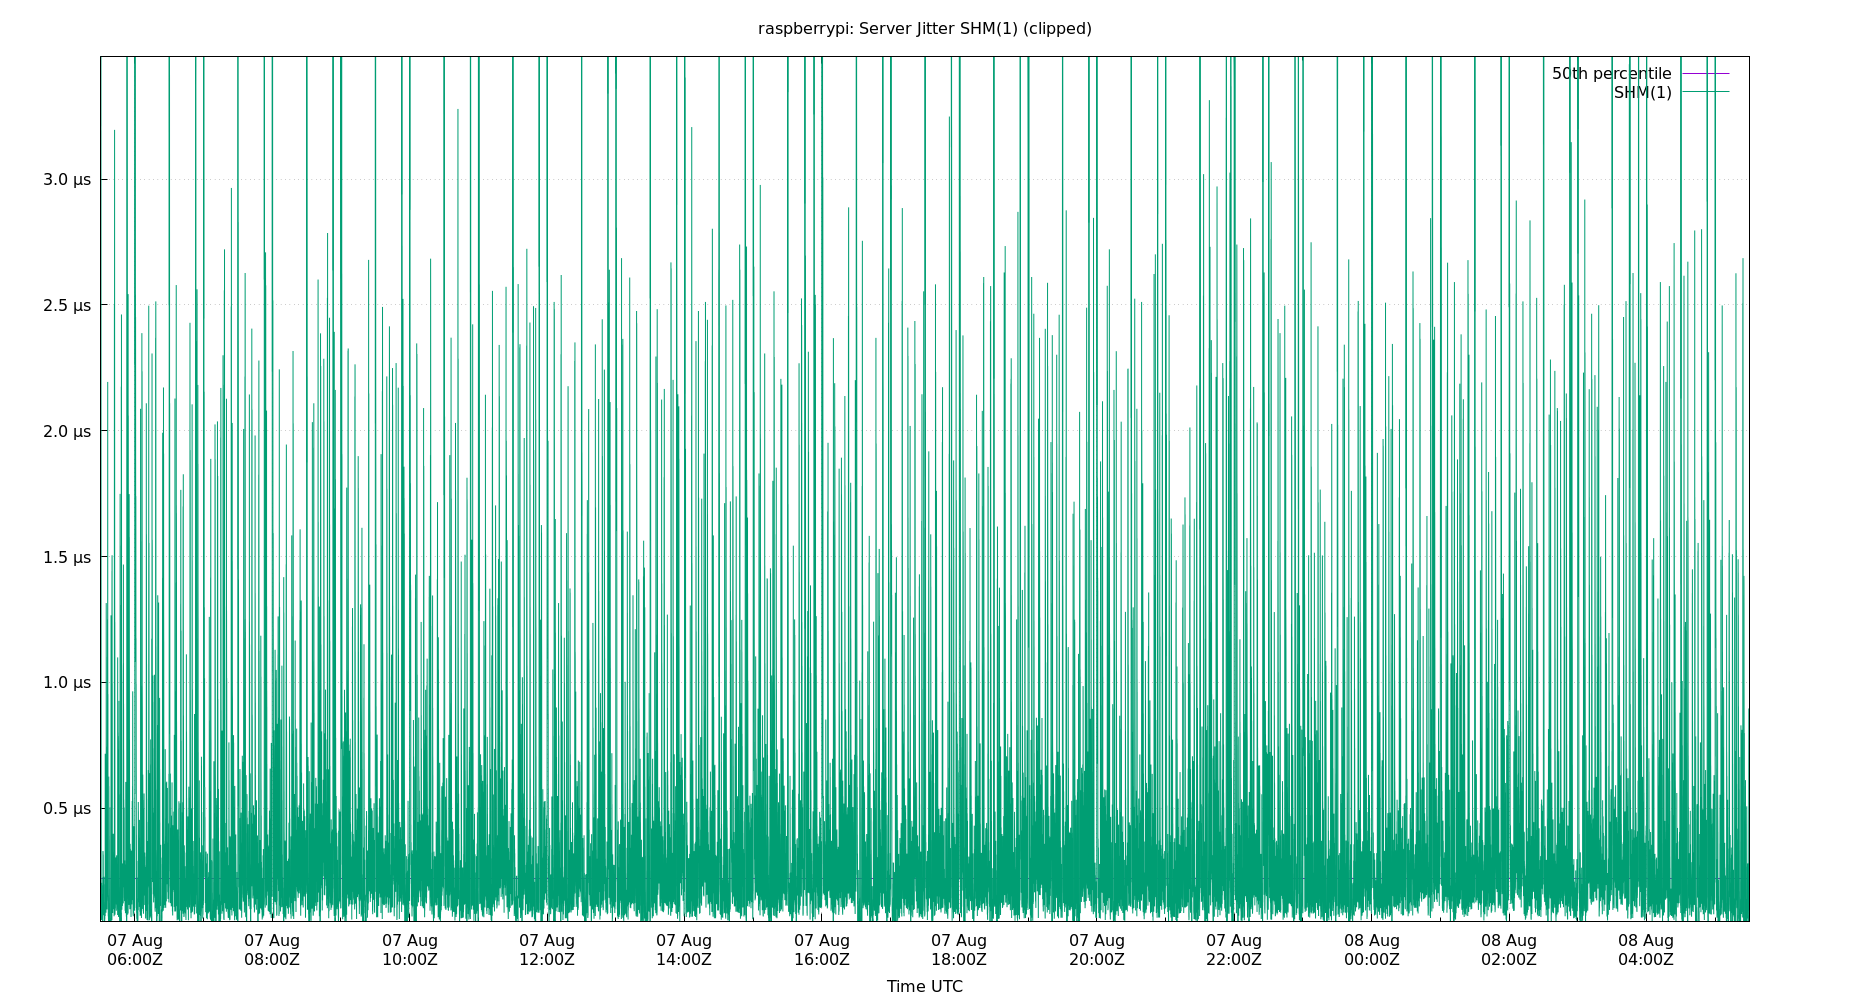 raspberrypi: Server Jitter SHM(1) (clipped)
50th percentile
SHM(1)
3.0 µs
2.5 µs
2.0 µs
1.5 µs
1.0 µs
0.5 µs
07 Aug 07 Aug 07 Aug 07 Aug 07 Aug 07 Aug 07 Aug 07 Aug 07 Aug 08 Aug 08 Aug 08 Aug
06:00Z 08:00Z 10:00Z 12:00Z 14:00Z 16:00Z 18:00Z 20:00Z 22:00Z 00:00Z 02:00Z 04:00Z
Time UTC